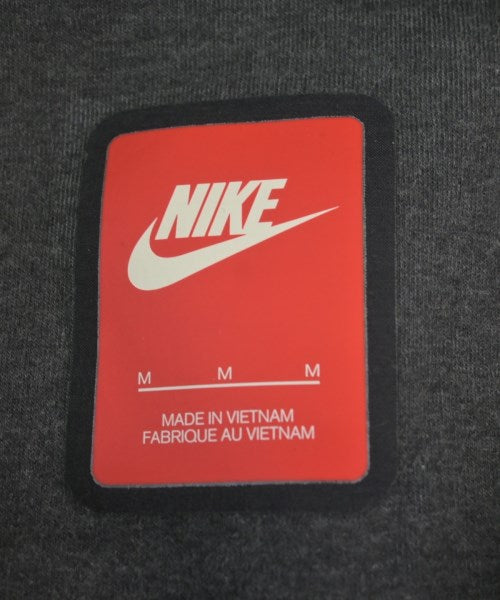 NIKE
M M M
MADE IN VIETNAM
FABRIQUE AU VIETNAM